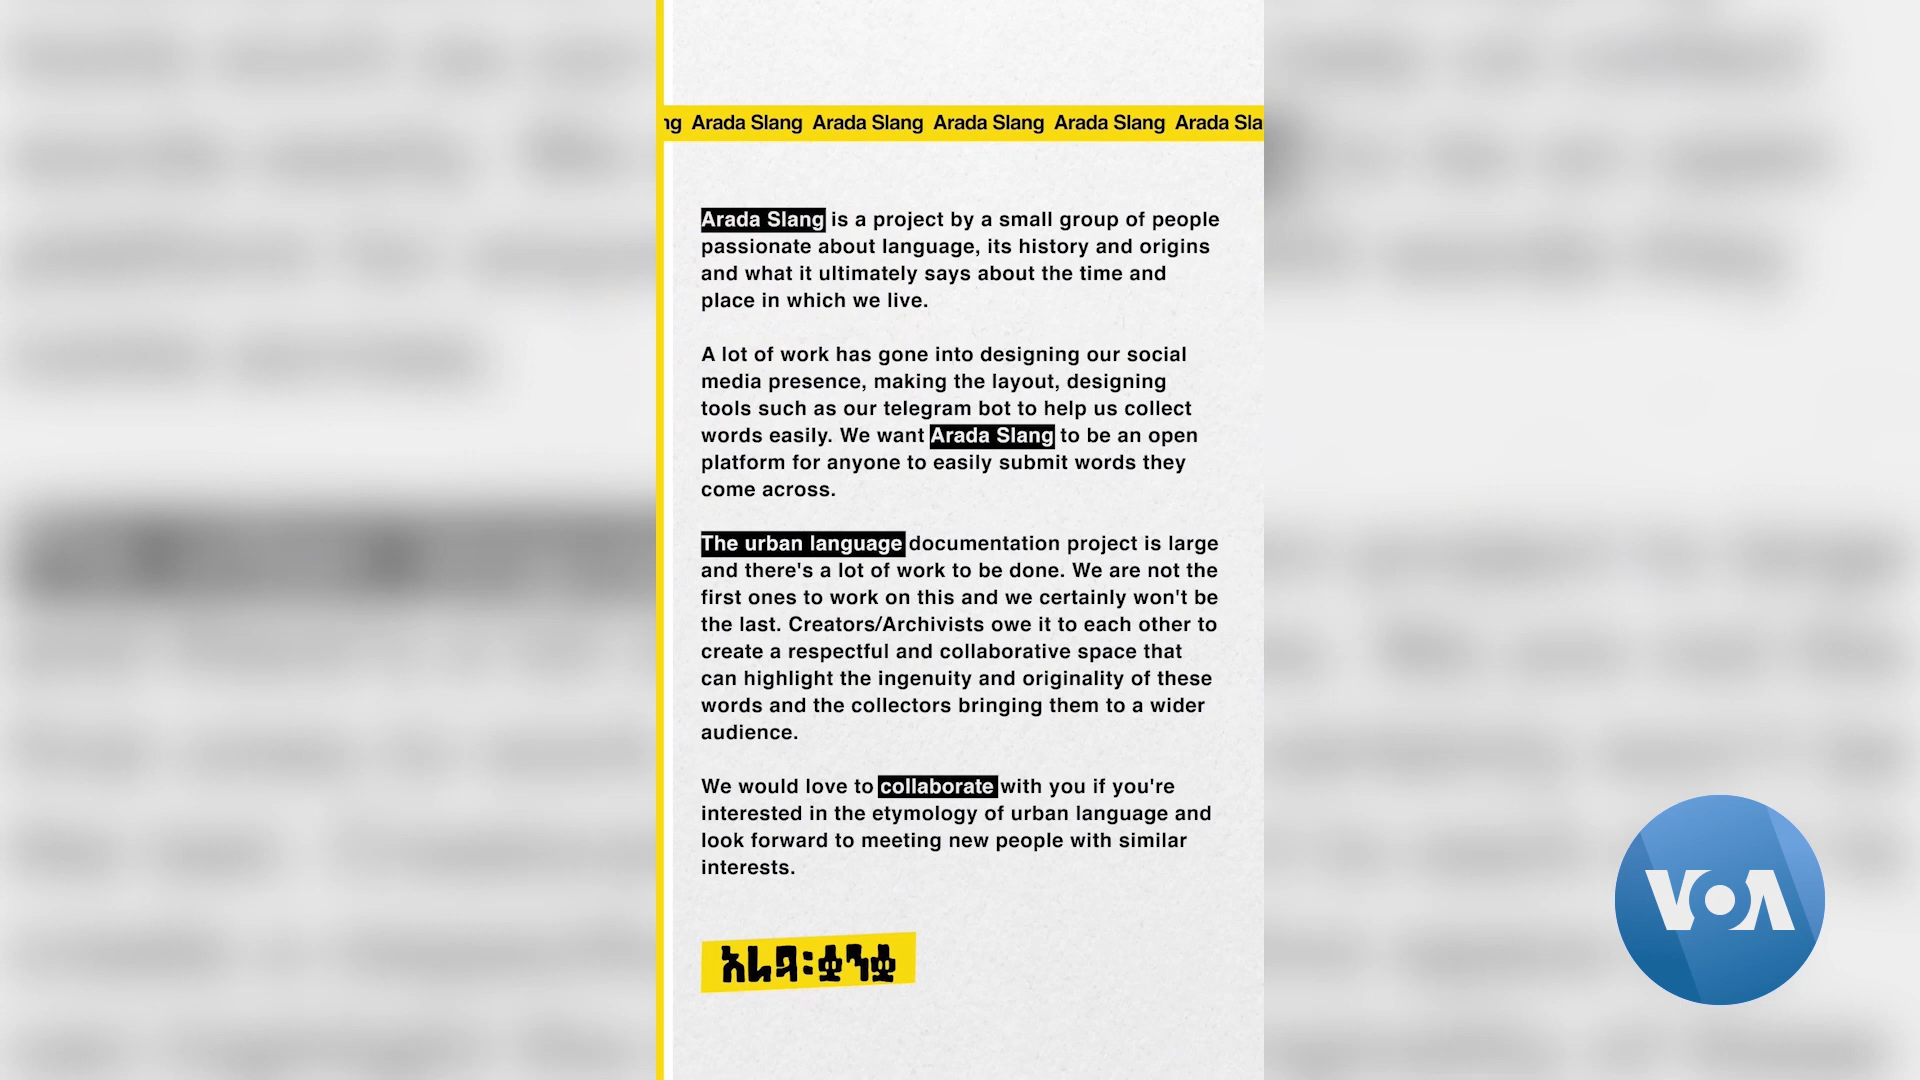 ng Arada Slang Arada Slang Arada Slang Arada Slang Arada Sla
Arada Slang is a project by a small group of people
passionate about language, its history and origins
and what it ultimately says about the time and
place in which we live.
A lot of work has gone into designing our social
media presence, making the layout, designing
tools such as our telegram bot to help us collect
words easily. We want Arada Slang to be an open
platform for anyone to easily submit words they
come across.
The urban language documentation project is large
and there's a lot of work to be done. We are not the
first ones to work on this and we certainly won't be
the last. Creators/Archivists owe it to each other to
create a respectful and collaborative space that
can highlight the ingenuity and originality of these
words and the collectors bringing them to a wider
audience.
We would love to collaborate with you if you're
interested in the etymology of urban language and
look forward to meeting new people with similar
interests.
አራዳ፡ቋንቋ
VOA